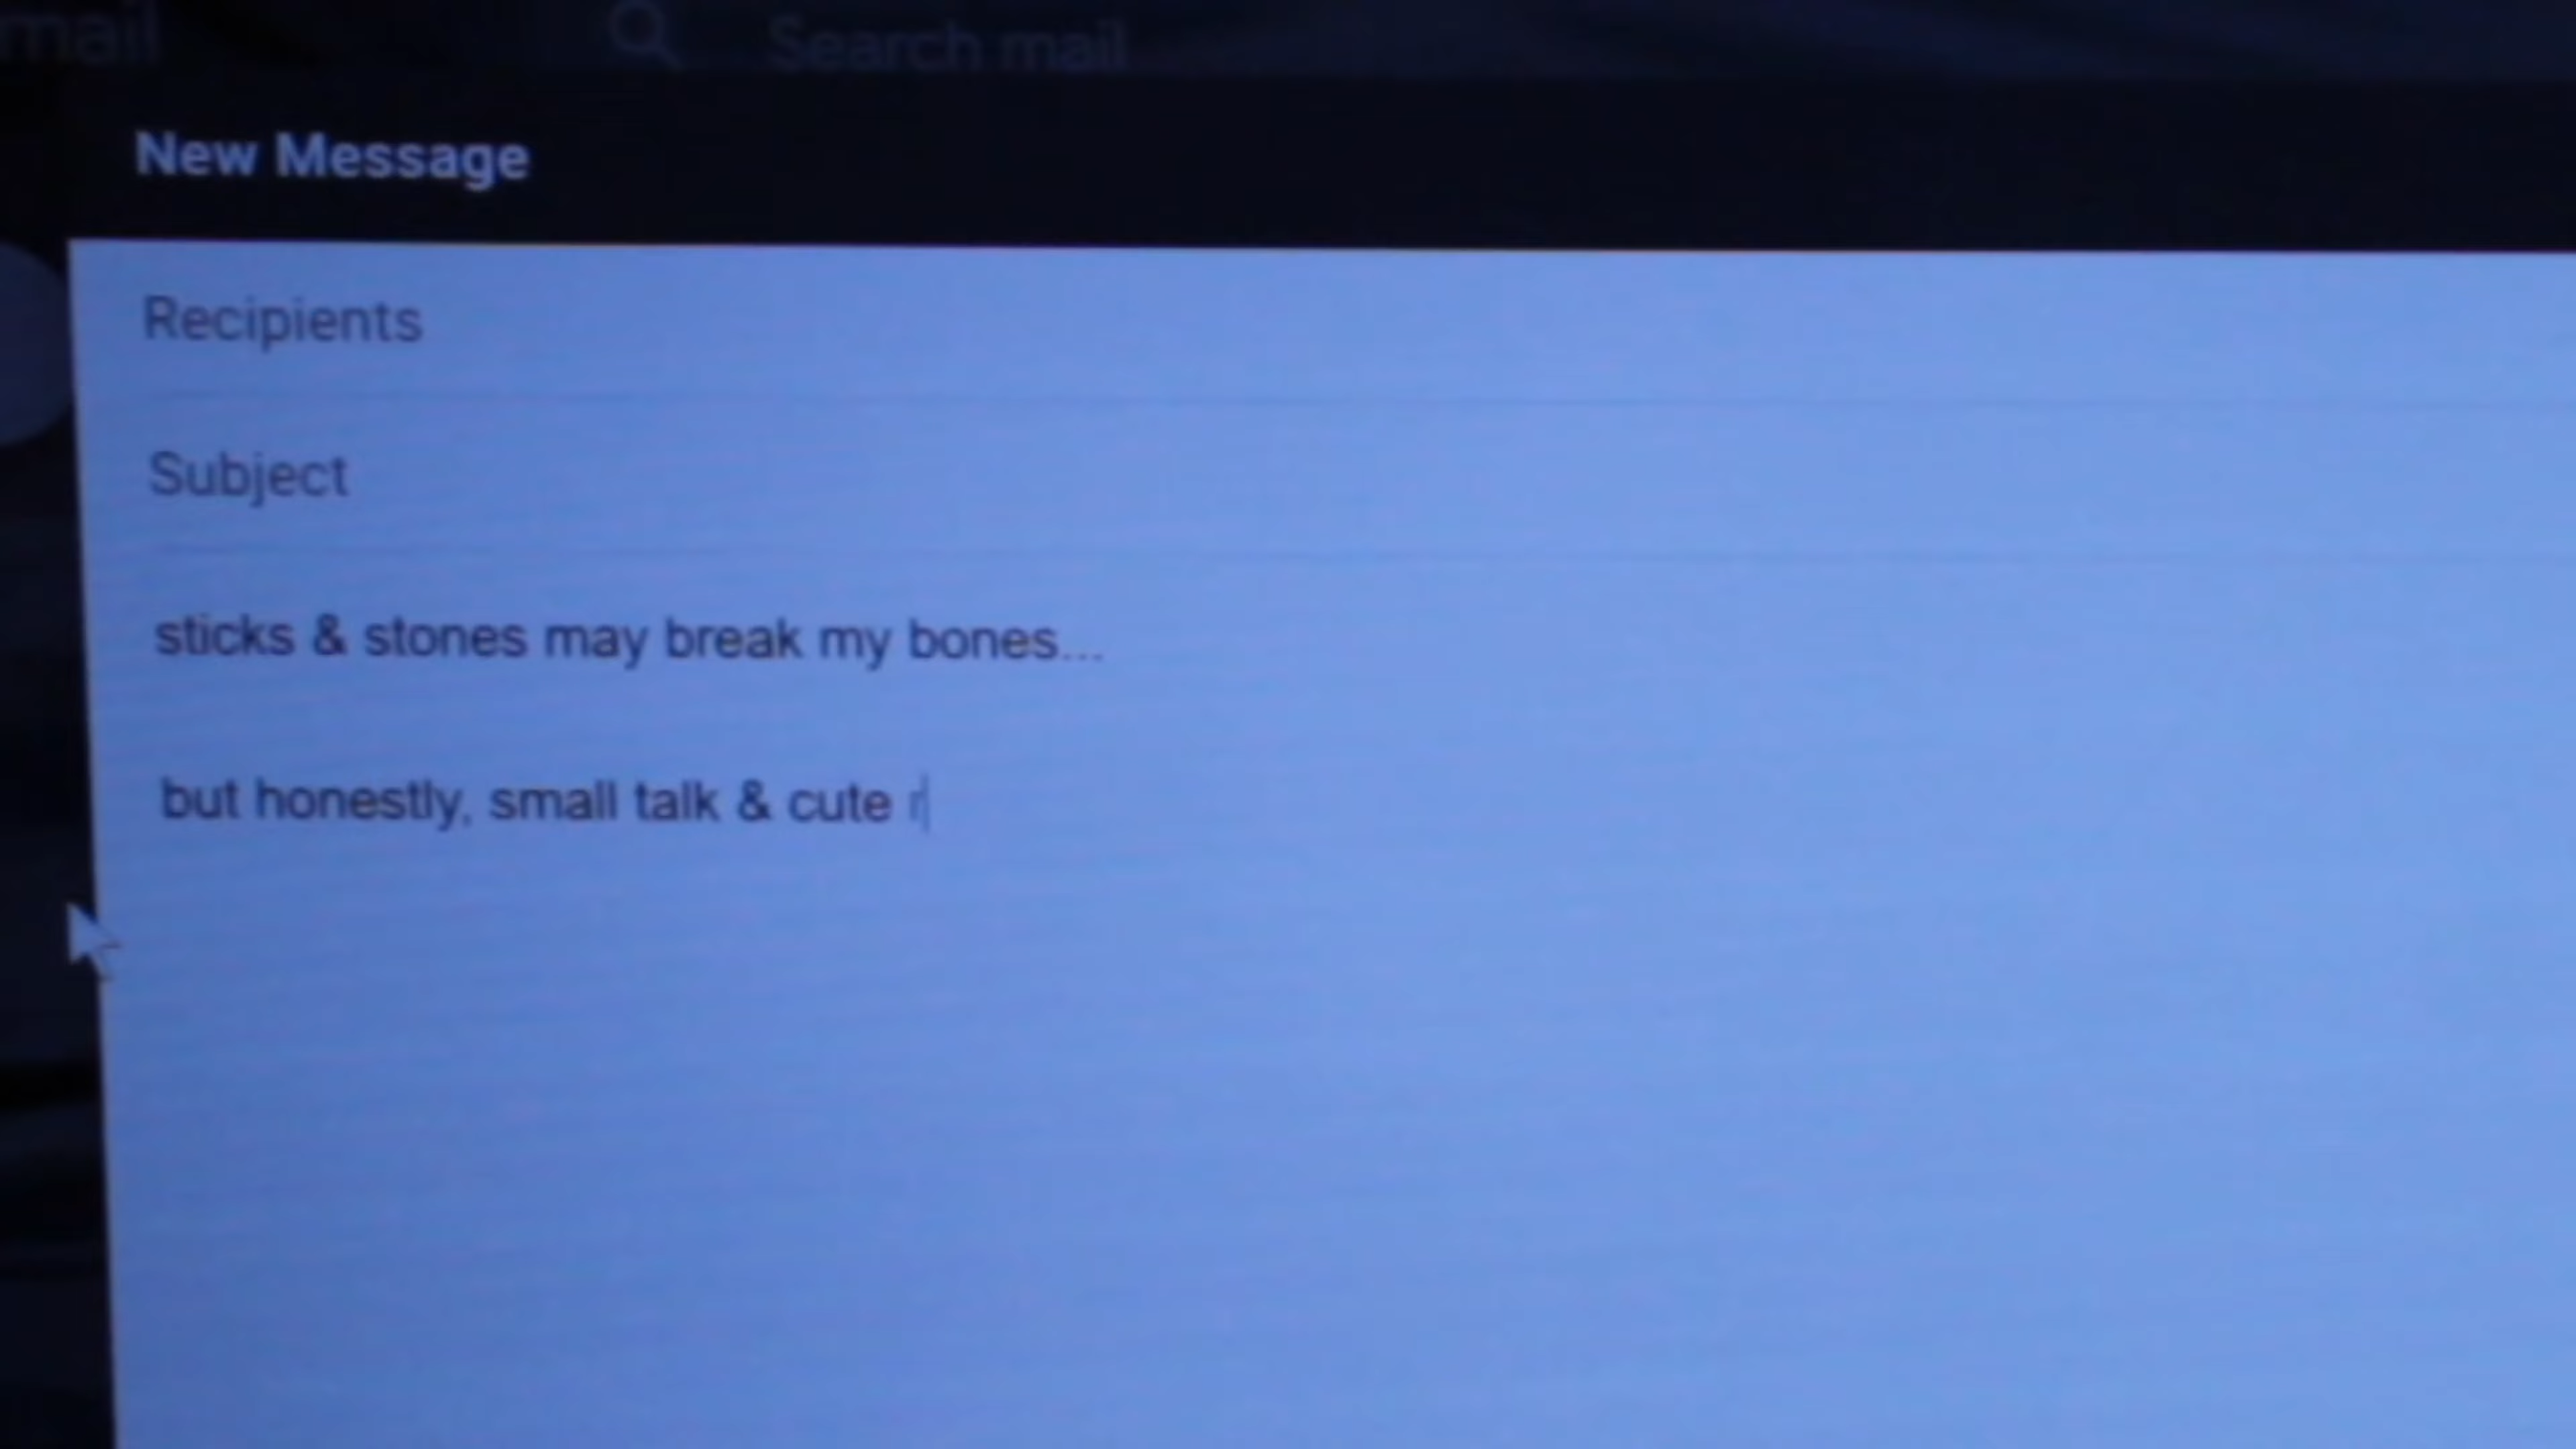 mail
Search mail
New Message
Recipients
Subject
sticks & stones may break my bones...
but honestly, small talk & cute r